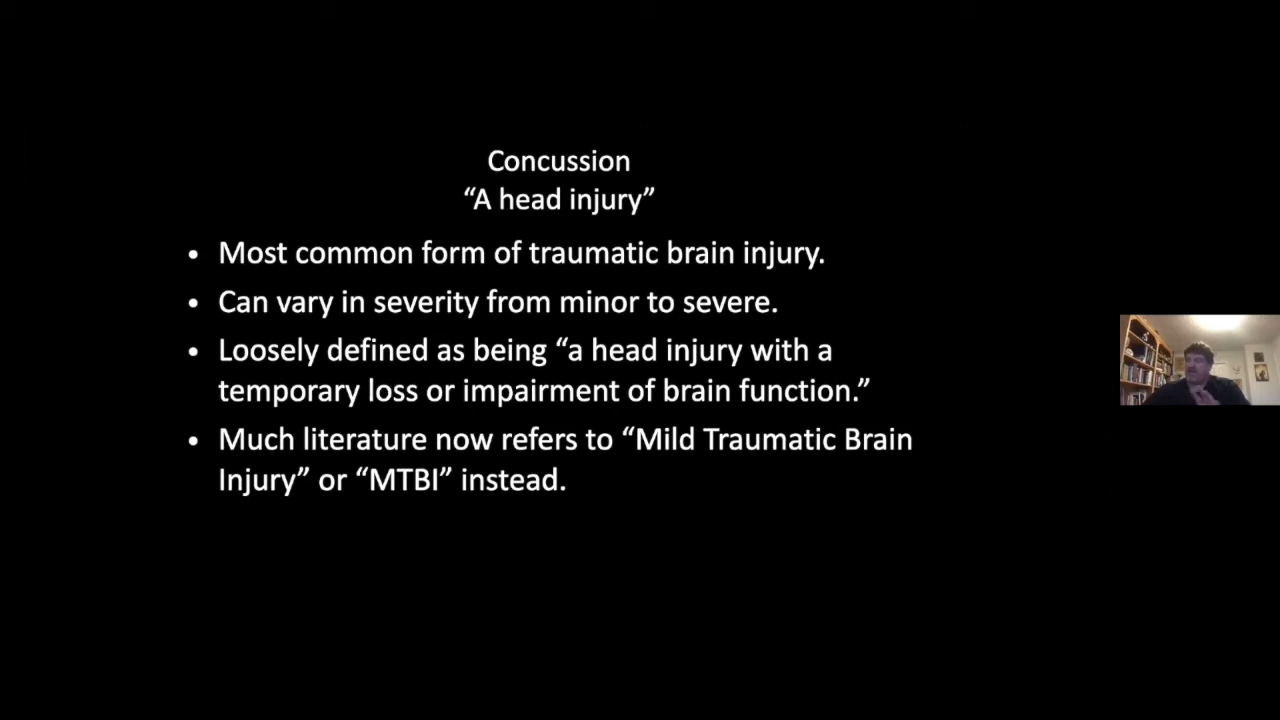 Concussion
“A head injury”
• Most common form of traumatic brain injury.
• Can vary in severity from minor to severe.
• Loosely defined as being “a head injury with a
temporary loss or impairment of brain function.”
• Much literature now refers to “Mild Traumatic Brain
Injury” or “MTBI” instead.